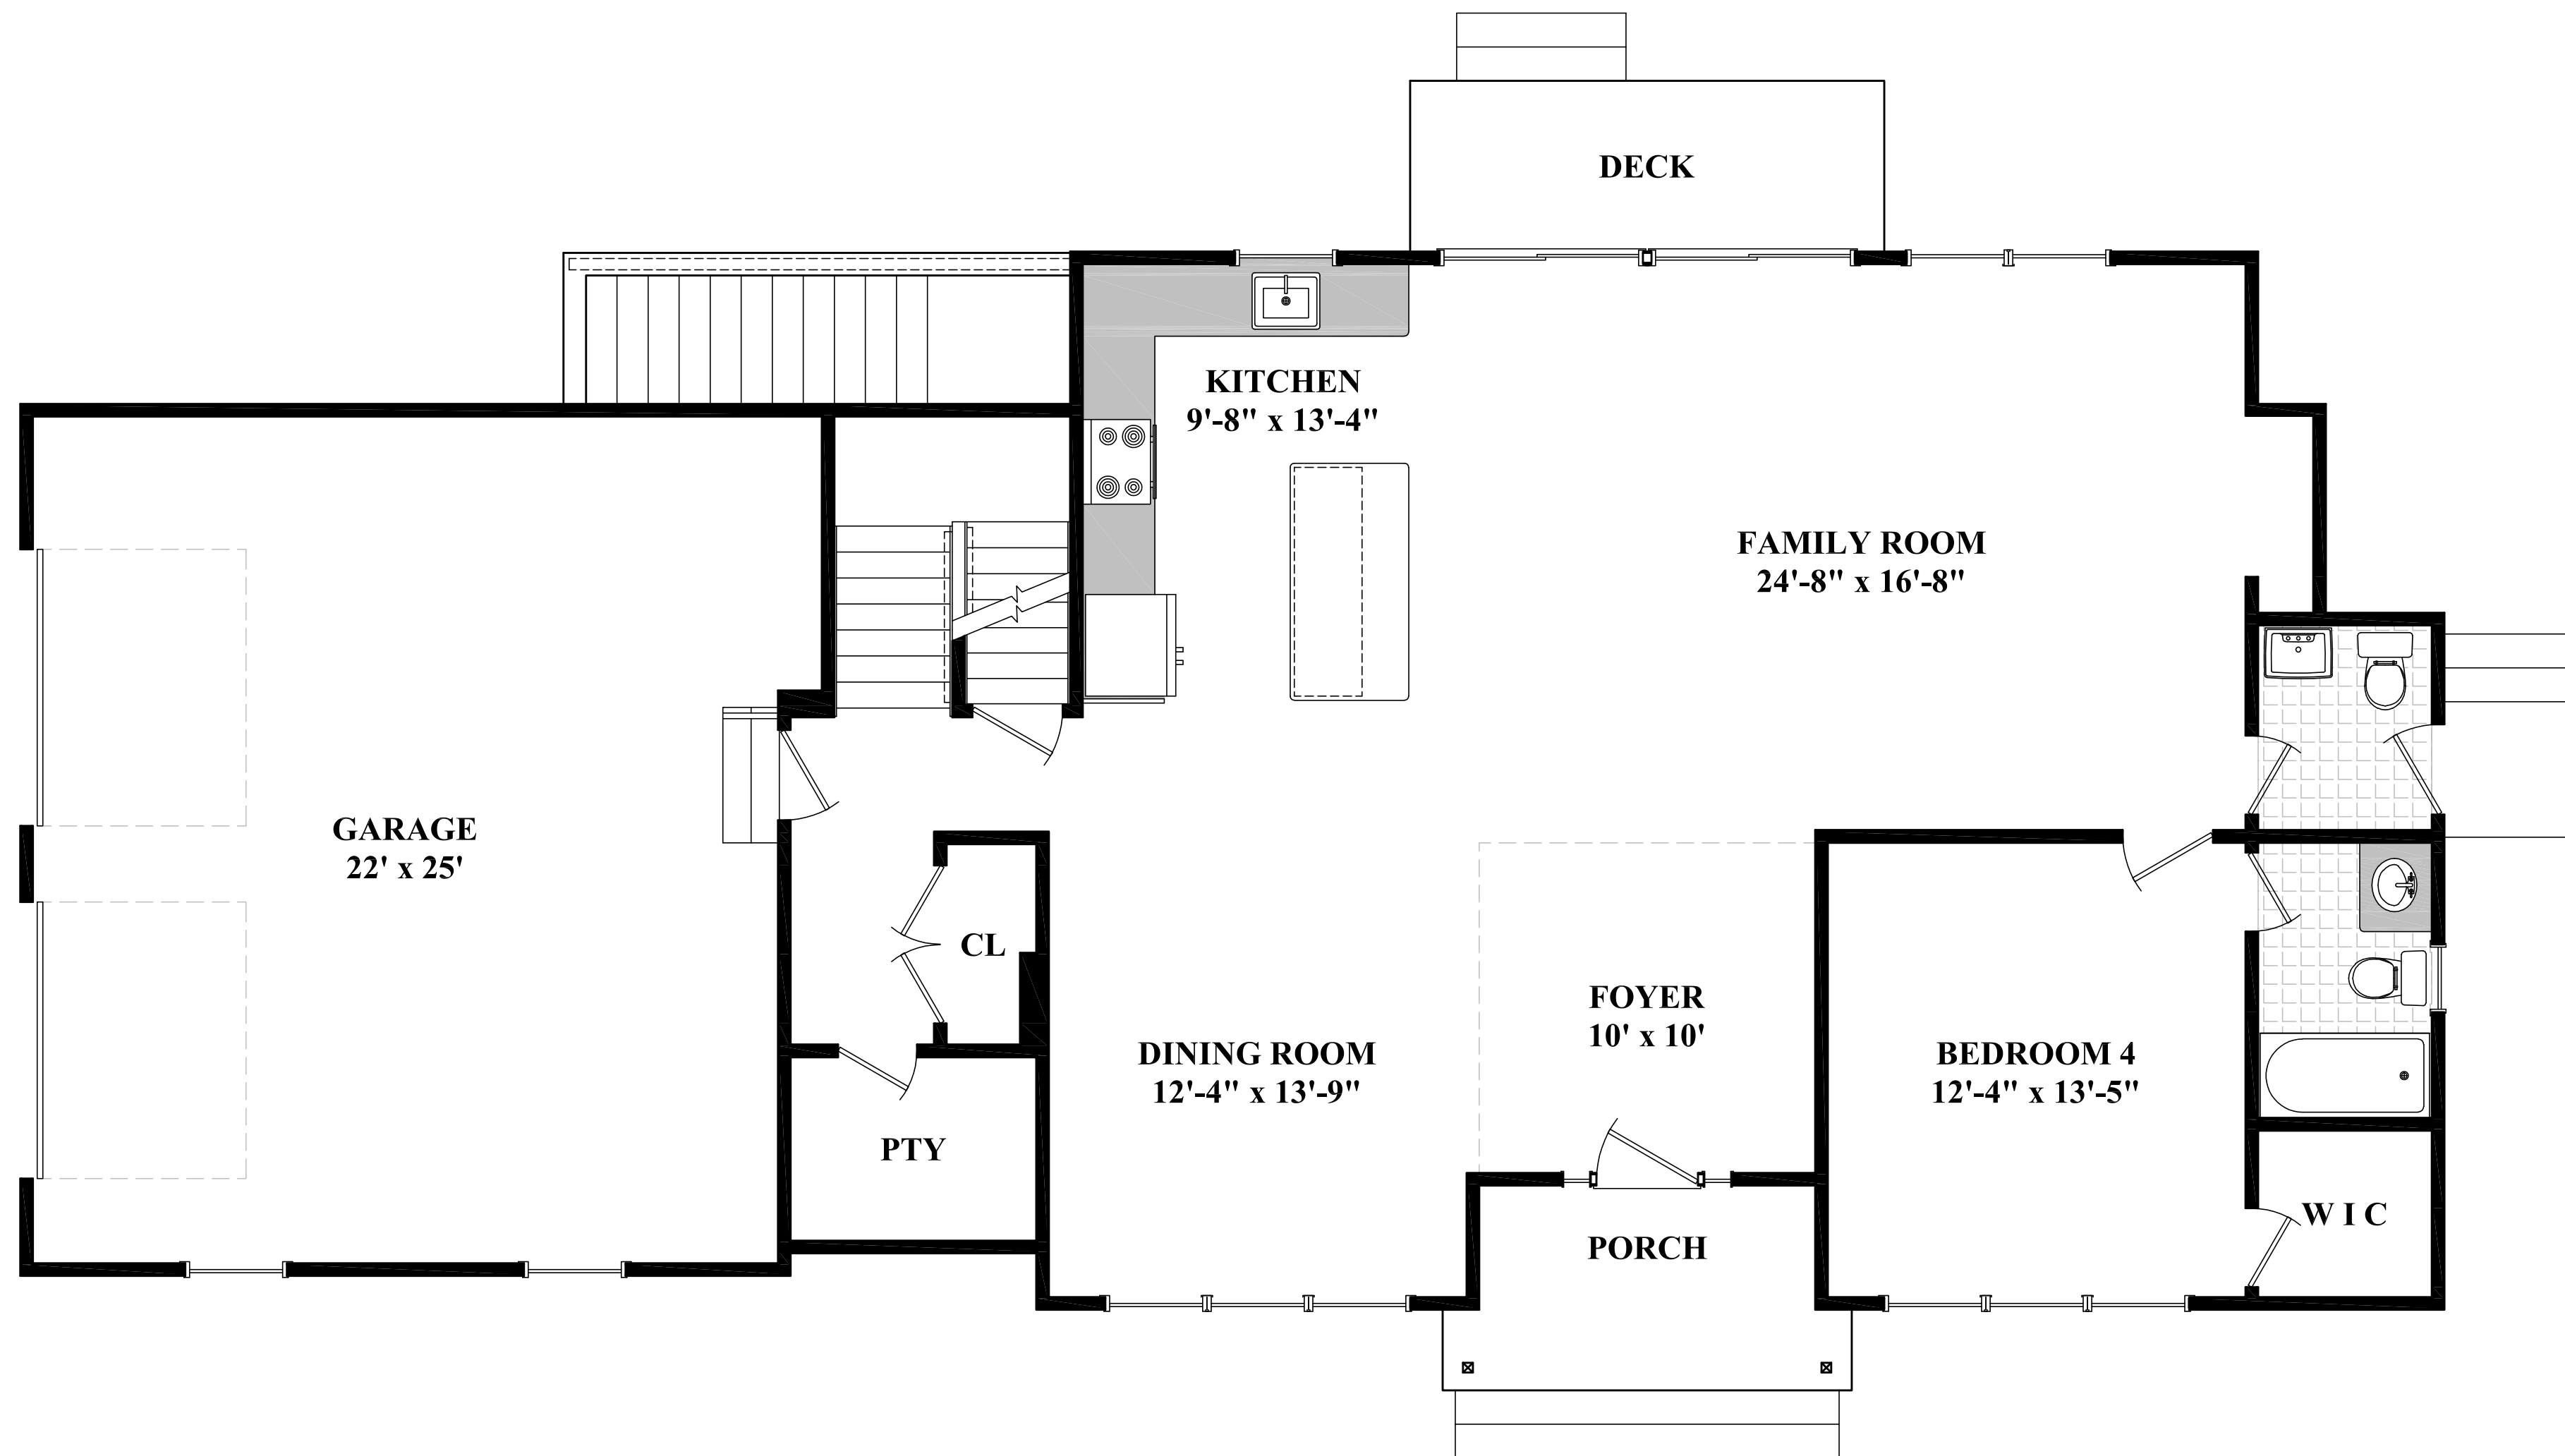 DECK
KITCHEN
9'-8" x 13'-4"
FAMILY ROOM
24'-8" x 16'-8"
GARAGE
22' x 25'
CL
FOYER
10' x 10'
DINING ROOM
12'-4" x 13'-9"
BEDROOM 4
12'-4" x 13'-5"
PTY
W I C
PORCH